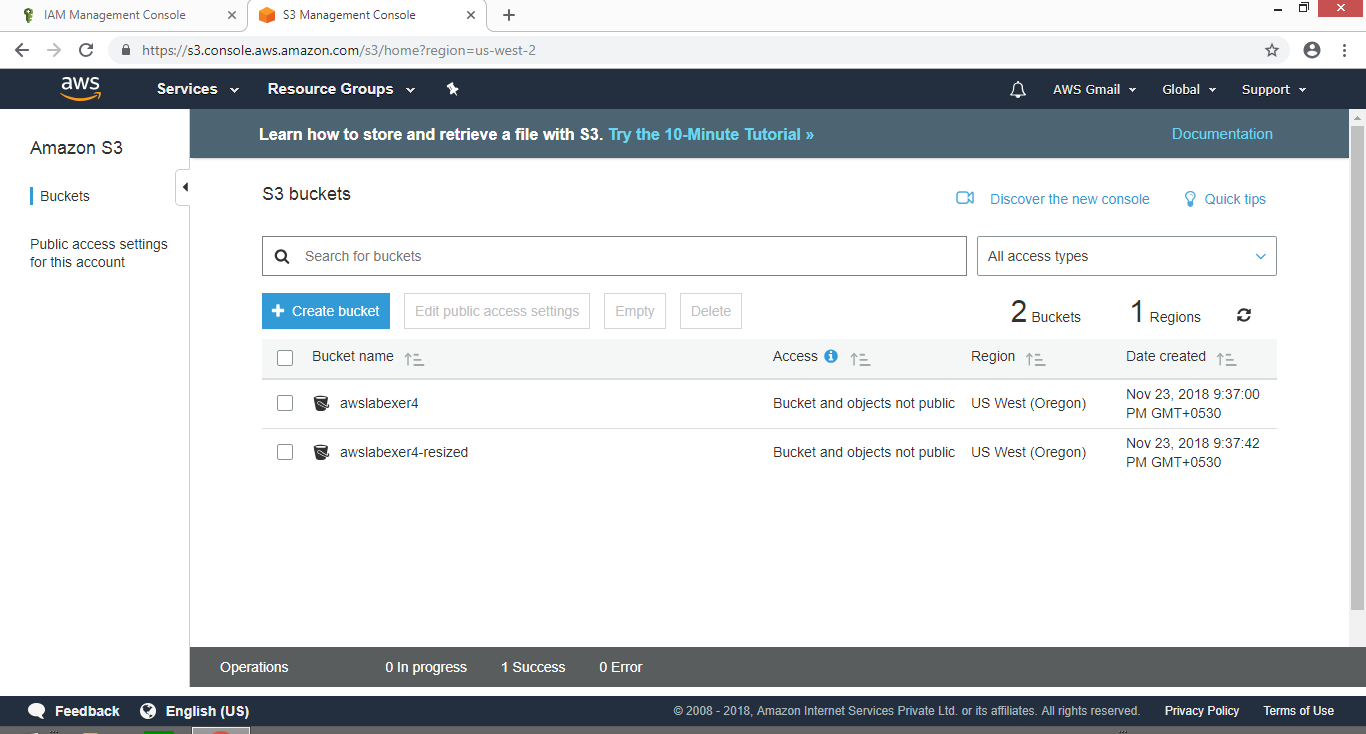 IAM Management Console
S3 Management Console
https://s3.console.aws.amazon.com/s3/home?region=us-west-2
aws
Services
Resource Groups
AWS Gmail
Global
Support
Amazon S3
Buckets
Public access settings
for this account
Learn how to store and retrieve a file with S3. Try the 10-Minute Tutorial »
Documentation
S3 buckets
Discover the new console
Quick tips
Search for buckets
All access types
+ Create bucket
Edit public access settings
Empty
Delete
2 Buckets
1 Regions
Bucket name
Access
Region
Date created
awslabexer4
Bucket and objects not public
US West (Oregon)
Nov 23, 2018 9:37:00
PM GMT+0530
awslabexer4-resized
Bucket and objects not public
US West (Oregon)
Nov 23, 2018 9:37:42
PM GMT+0530
Operations
0 In progress
1 Success
0 Error
Feedback
English (US)
© 2008 - 2018, Amazon Internet Services Private Ltd. or its affiliates. All rights reserved.
Privacy Policy
Terms of Use